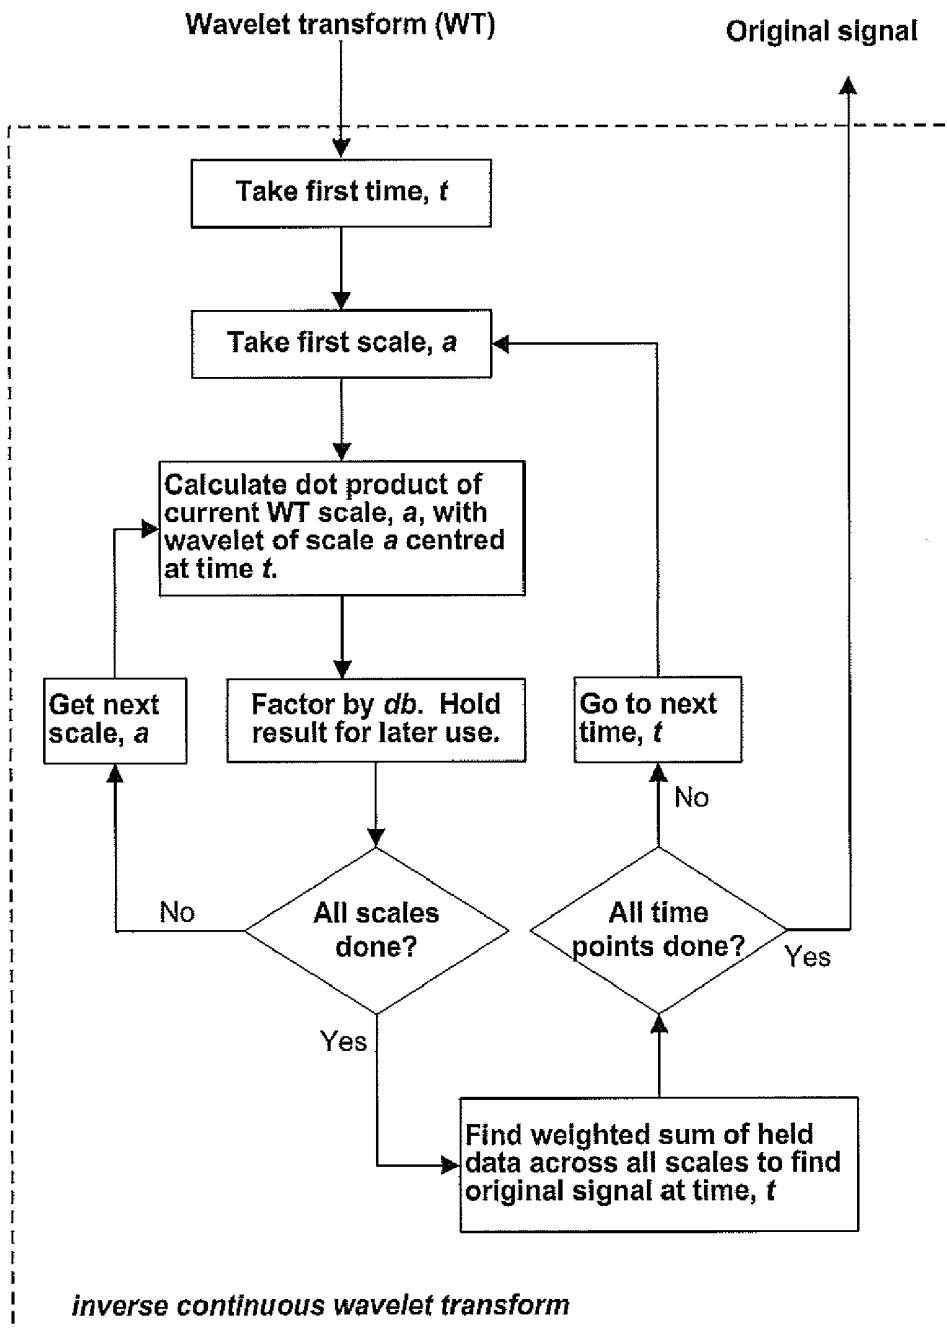 Wavelet transform (WT)
Original signal
Take first time, t
Take first scale, a
Calculate dot product of
current WT scale, a, with
wavelet of scale a centred
at time t.
Get next
scale, a
Factor by db. Hold
result for later use.
Go to next
time, t
No
No
All scales
done?
All time
points done?
Yes
Yes
Find weighted sum of held
data across all scales to find
original signal at time, t
inverse continuous wavelet transform